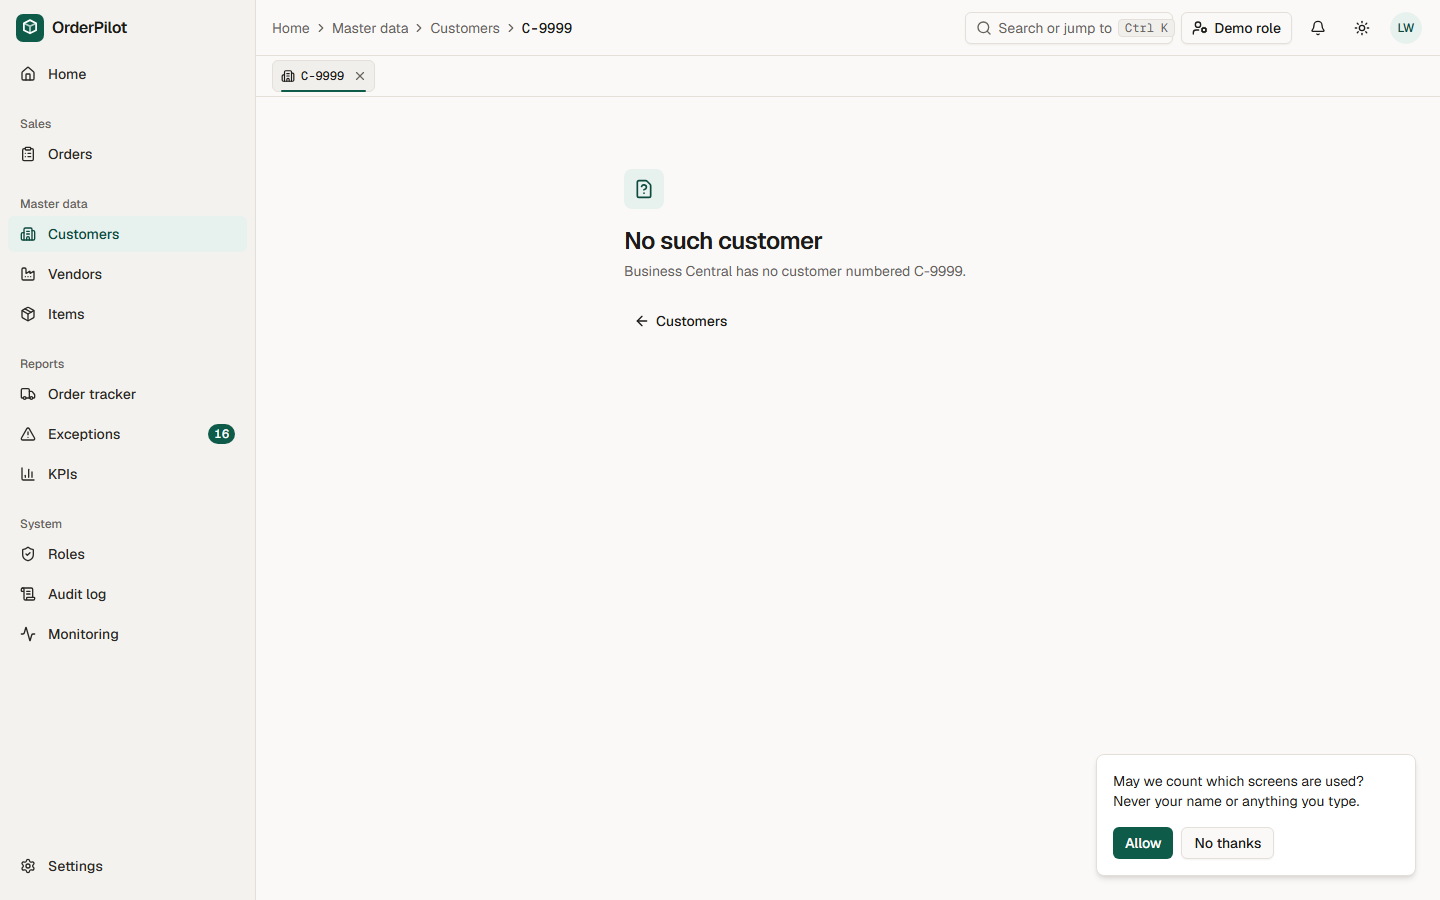 OrderPilot
Home
Sales
Orders
Master data
Customers
Vendors
Items
Reports
Order tracker
Exceptions 16
KPIs
System
Roles
Audit log
Monitoring
Settings
Home > Master data > Customers > C-9999
Search or jump to Ctrl K
Demo role
LW
C-9999
No such customer
Business Central has no customer numbered C-9999.
Customers
May we count which screens are used?
Never your name or anything you type.
Allow
No thanks